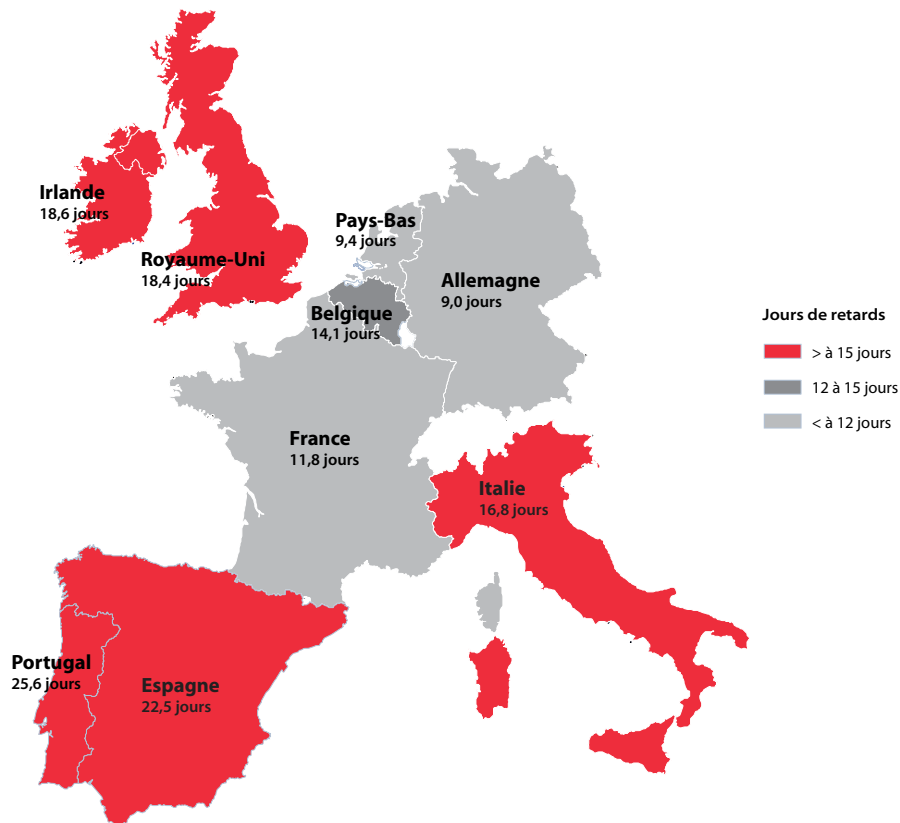 Irlande
18,6 jours
Royaume-Uni
18,4 jours
Pays-Bas
9,4 jours
Allemagne
9,0 jours
Belgique
14,1 jours
Jours de retards
> à 15 jours
12 à 15 jours
< à 12 jours
France
11,8 jours
Italie
16,8 jours
Portugal
25,6 jours
Espagne
22,5 jours